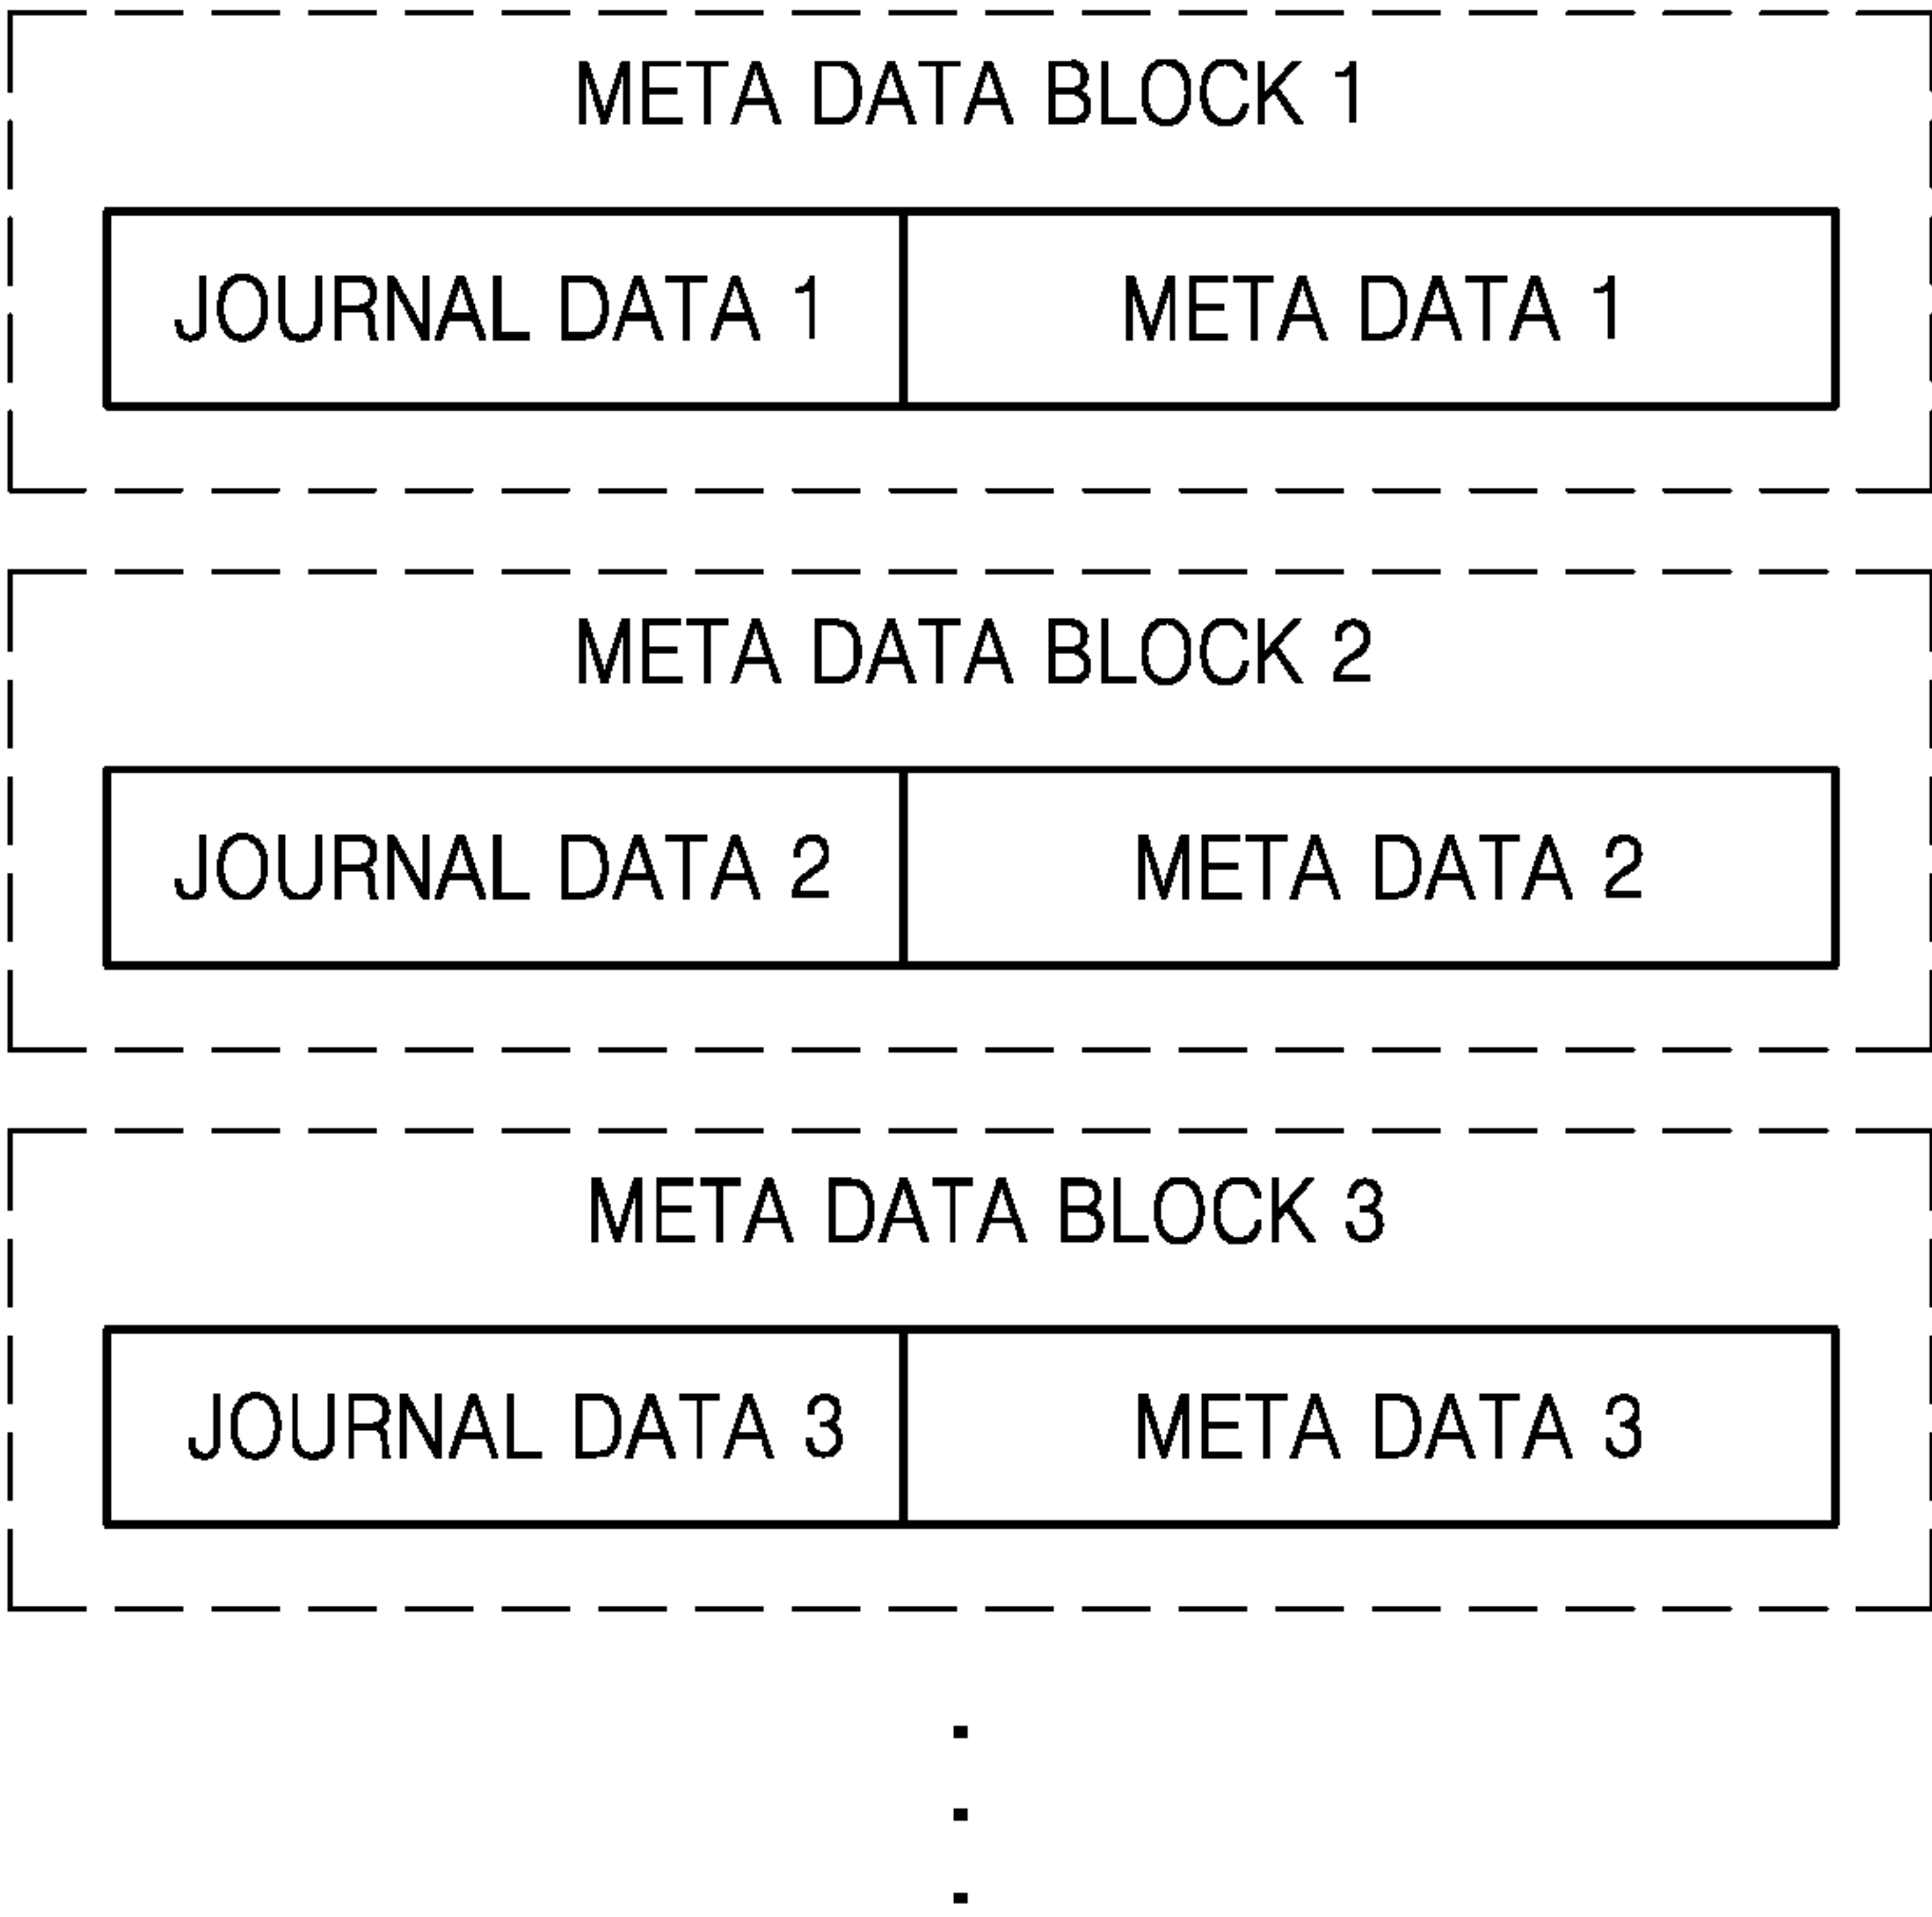 META DATA BLOCK 1
JOURNAL DATA 1 META DATA 1
META DATA BLOCK 2
JOURNAL DATA 2 META DATA 2
META DATA BLOCK 3
JOURNAL DATA 3 META DATA 3